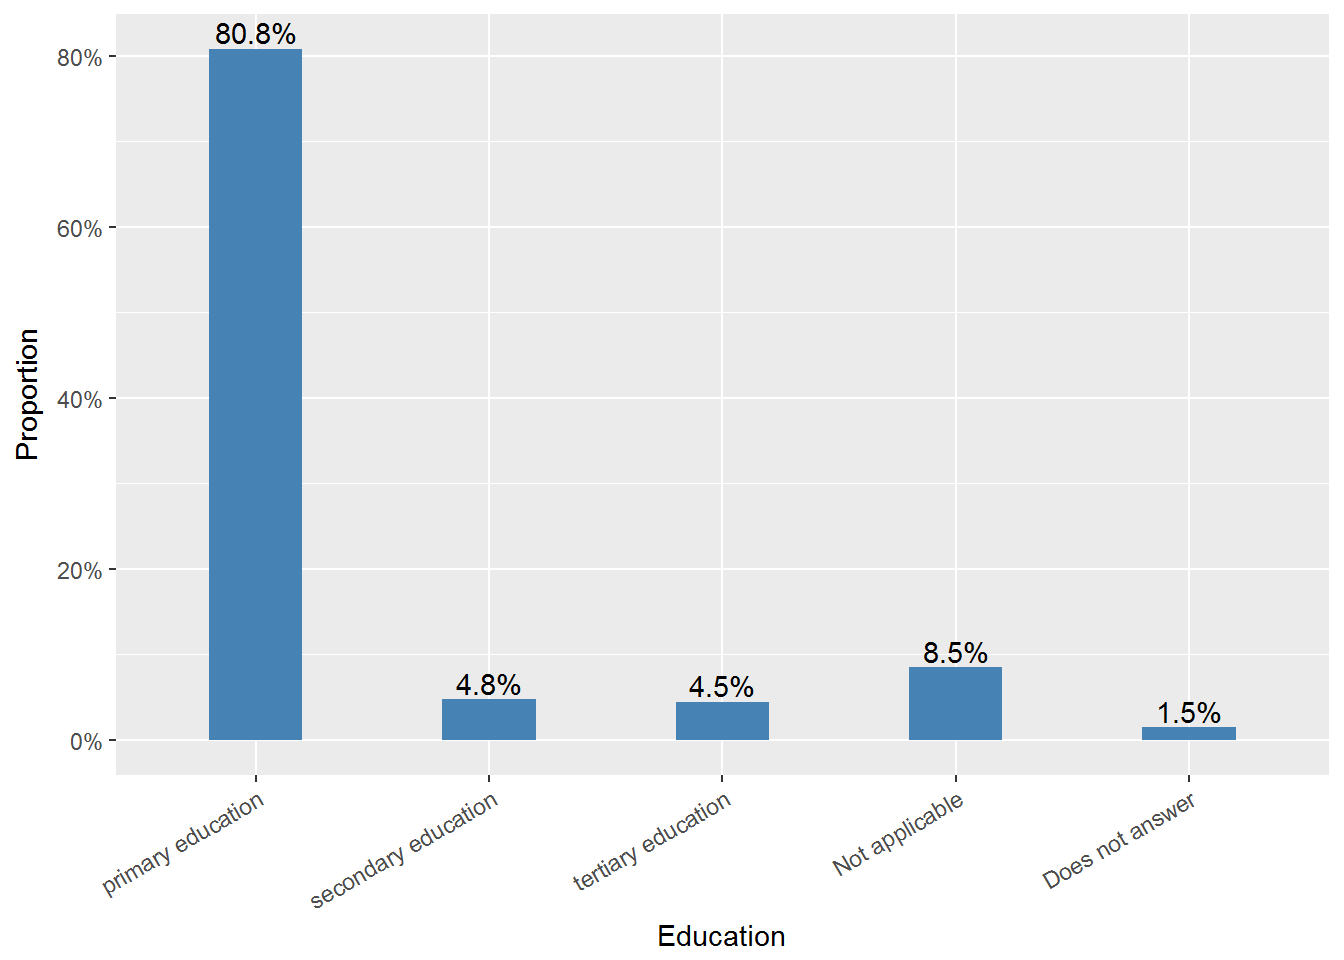 80.8%
80%
60%
Proportion
40%
20%
8.5%
4.8%
4.5%
1.5%
0%
primary education
secondary education
tertiary education
Not applicable
Does not answer
Education